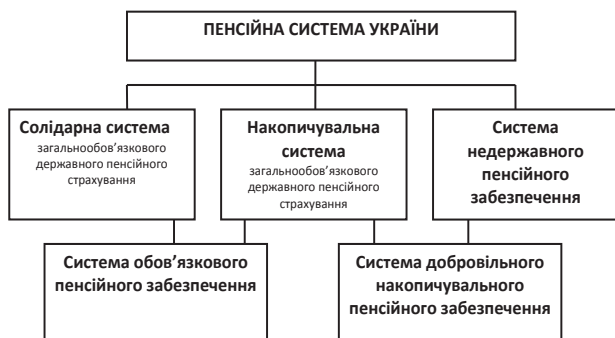 ПЕНСІЙНА СИСТЕМА УКРАЇНИ
Солідарна система
загальнообов’язкового
державного пенсійного
страхування
Накопичувальна
система
загальнообов’язкового
державного пенсійного
страхування
Система
недержавного
пенсійного
забезпечення
Система обов’язкового
пенсійного забезпечення
Система добровільного
накопичувального
пенсійного забезпечення